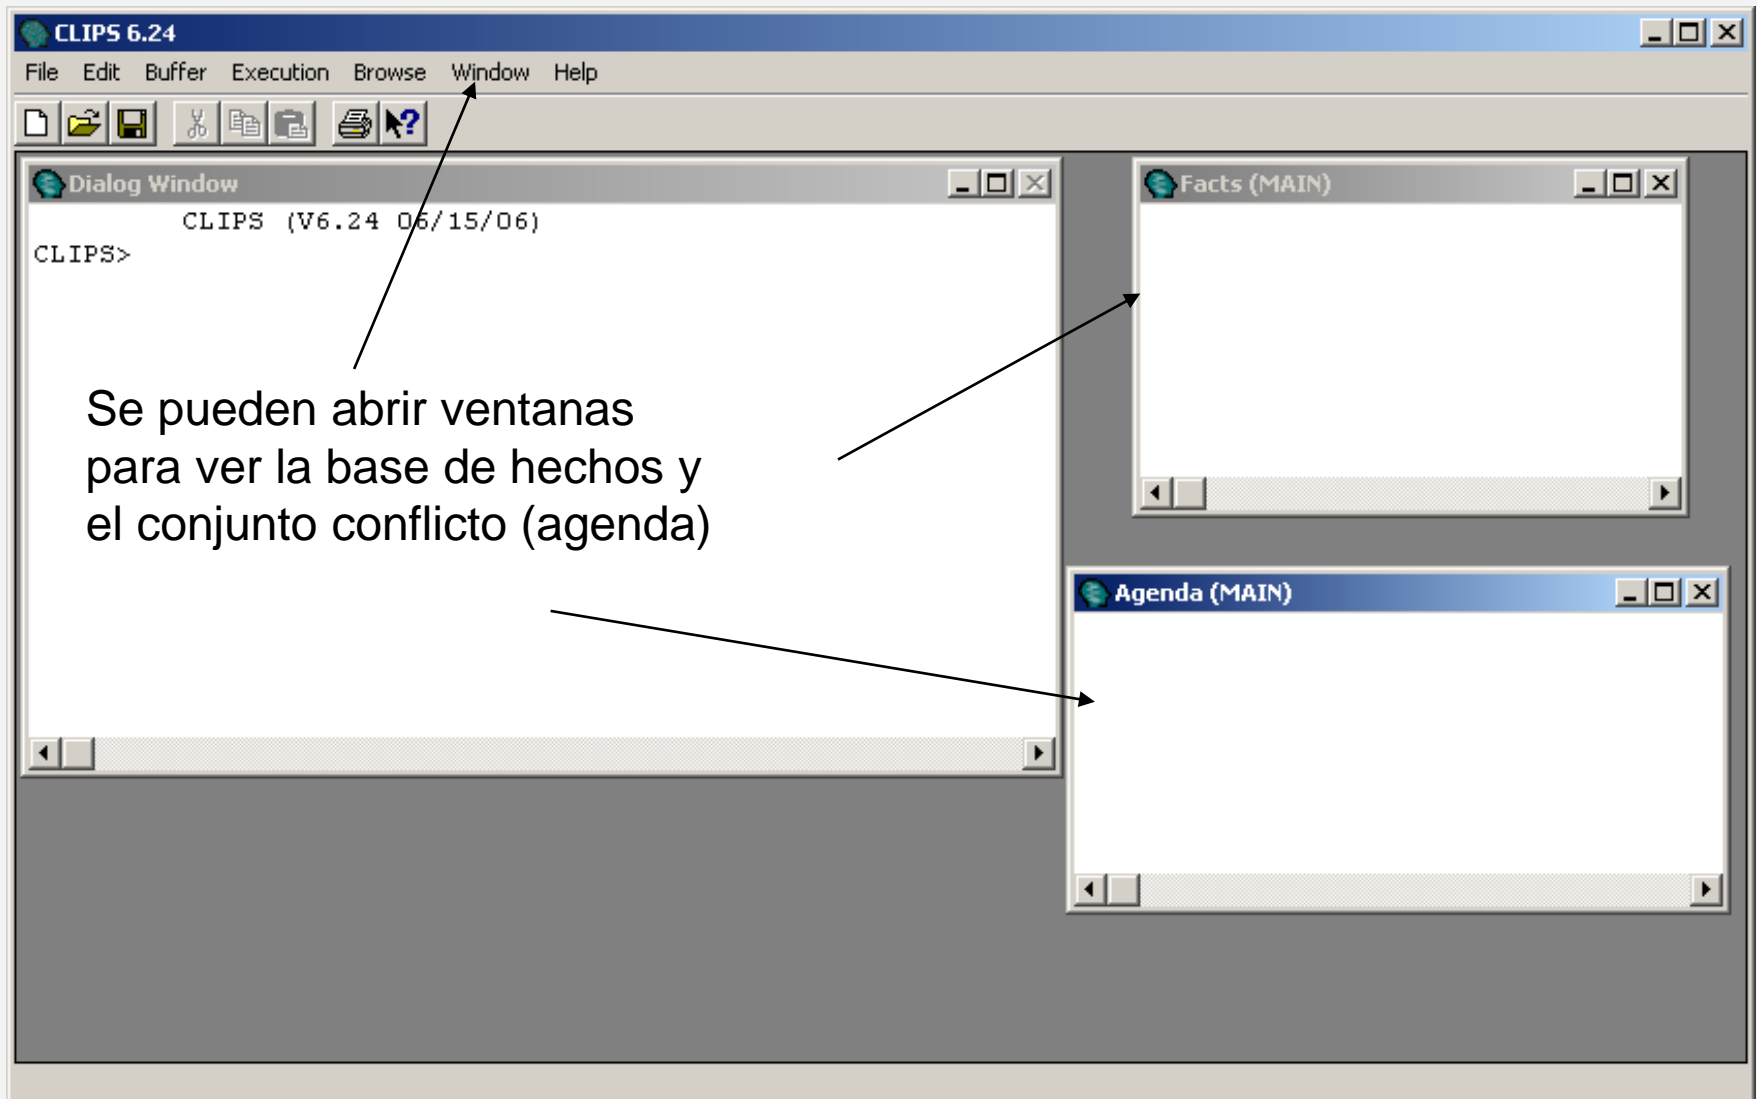 CLIPS 6.24
File Edit Buffer Execution Browse Window Help
Dialog Window
CLIPS (V6.24 06/15/06)
CLIPS>
Se pueden abrir ventanas
para ver la base de hechos y
el conjunto conflicto (agenda)
Facts (MAIN)
Agenda (MAIN)